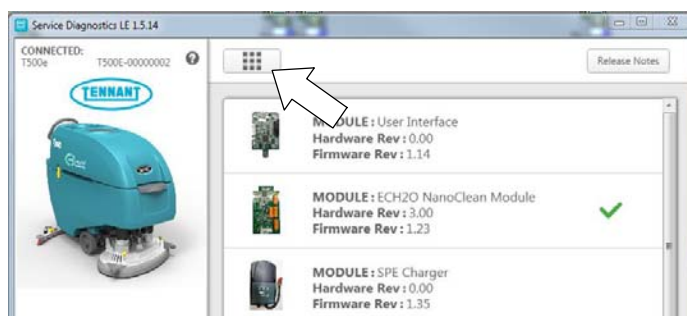 Service Diagnostics LE 1.5.14
CONNECTED:
T500e T500E-00000002
Release Notes
TENNANT
MODULE: User Interface
Hardware Rev: 0.00
Firmware Rev: 1.14
MODULE: ECH2O NanoClean Module
Hardware Rev: 3.00
Firmware Rev: 1.23
MODULE: SPE Charger
Hardware Rev: 0.00
Firmware Rev: 1.35